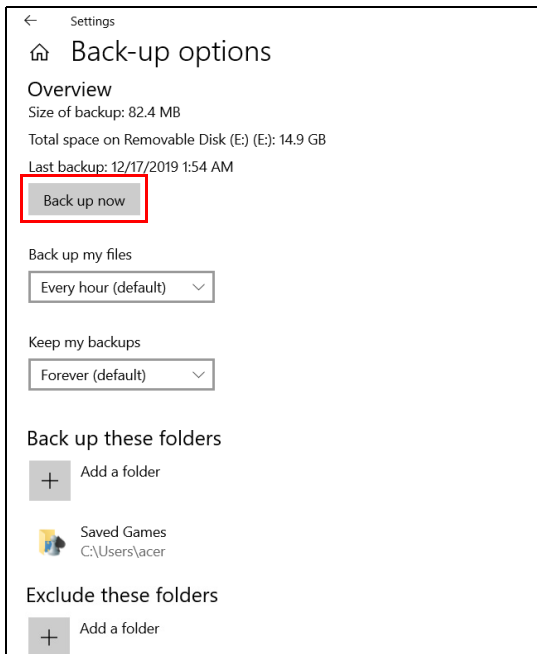 Settings
Back-up options
Overview
Size of backup: 82.4 MB
Total space on Removable Disk (E:) (E:): 14.9 GB
Last backup: 12/17/2019 1:54 AM
Back up now
Back up my files
Every hour (default)
Keep my backups
Forever (default)
Back up these folders
Add a folder
Saved Games
C:\Users\acer
Exclude these folders
Add a folder